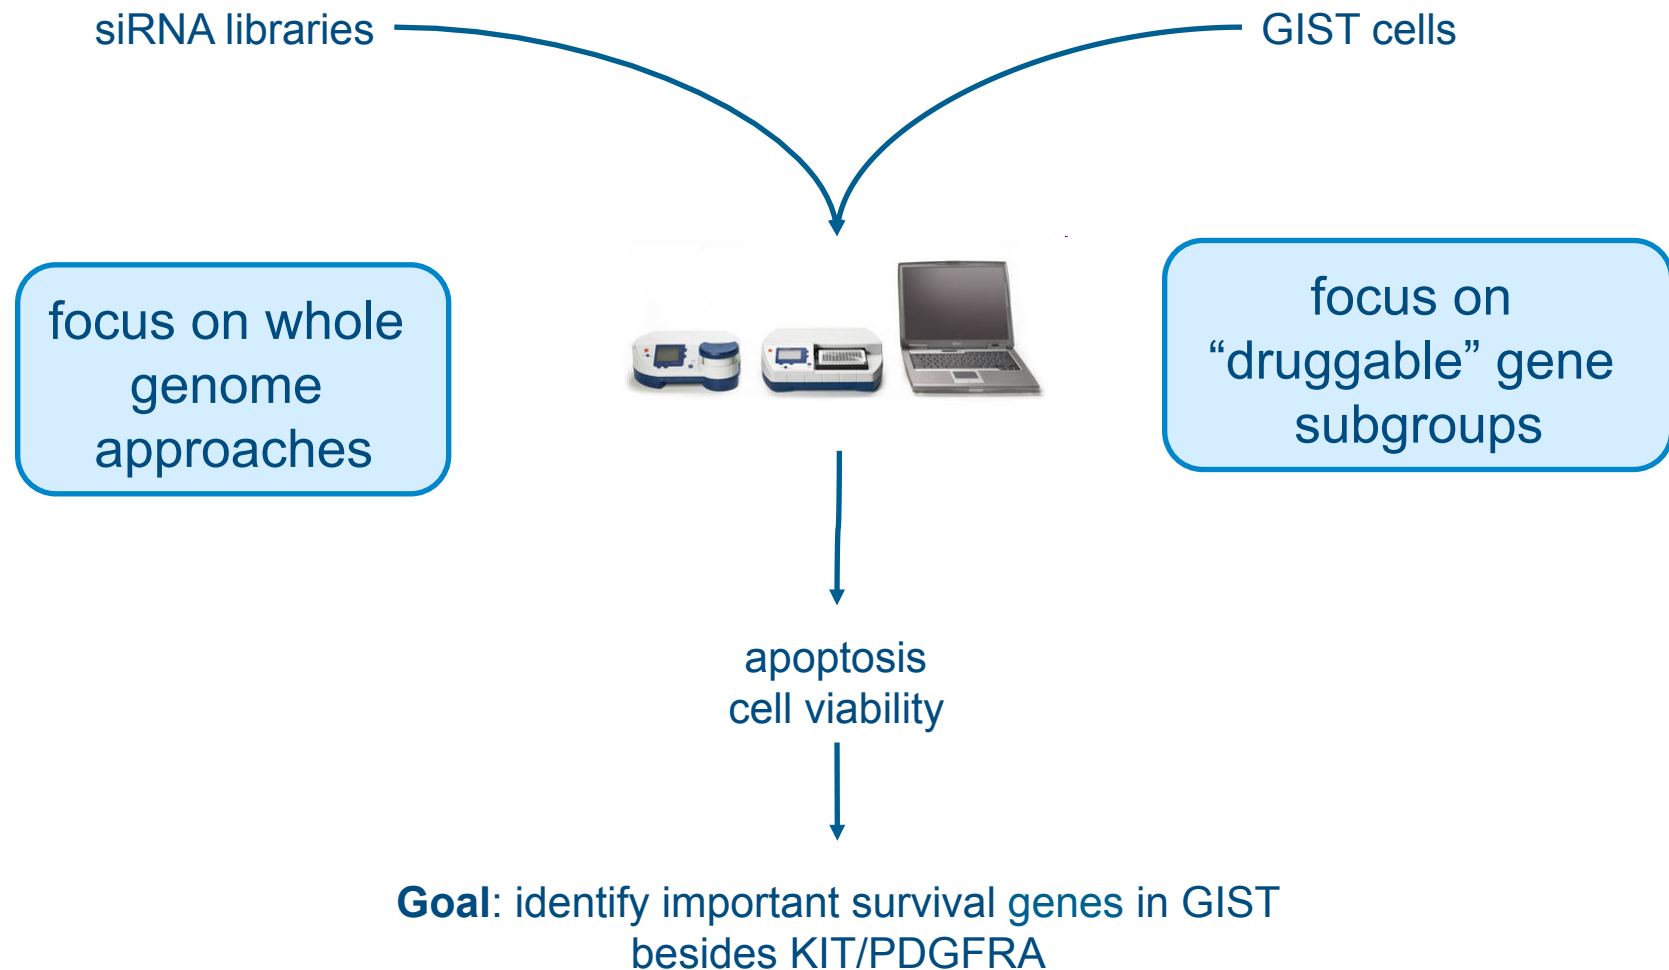 siRNA libraries
GIST cells
focus on whole
genome
approaches
focus on
“druggable” gene
subgroups
apoptosis
cell viability
Goal: identify important survival genes in GIST
besides KIT/PDGFRA